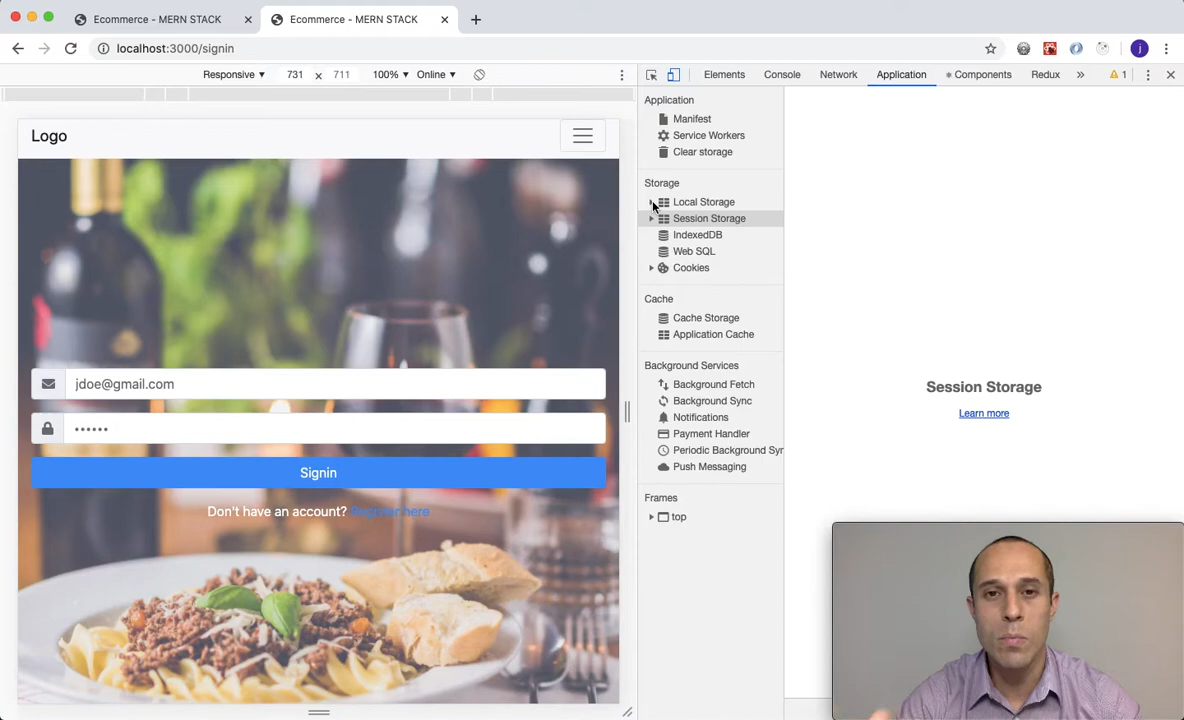 Ecommerce - MERN STACK
Ecommerce - MERN STACK
localhost:3000/signin
j
Responsive ▾ 731 × 711 100% ▾ Online ▾
Elements Console Network Application Components Redux » 1
Logo
jdoe@gmail.com
••••••
Signin
Don't have an account? Register here
Application
Manifest
Service Workers
Clear storage
Storage
Local Storage
Session Storage
IndexedDB
Web SQL
Cookies
Cache
Cache Storage
Application Cache
Background Services
Background Fetch
Background Sync
Notifications
Payment Handler
Periodic Background Syn
Push Messaging
Frames
top
Session Storage
Learn more